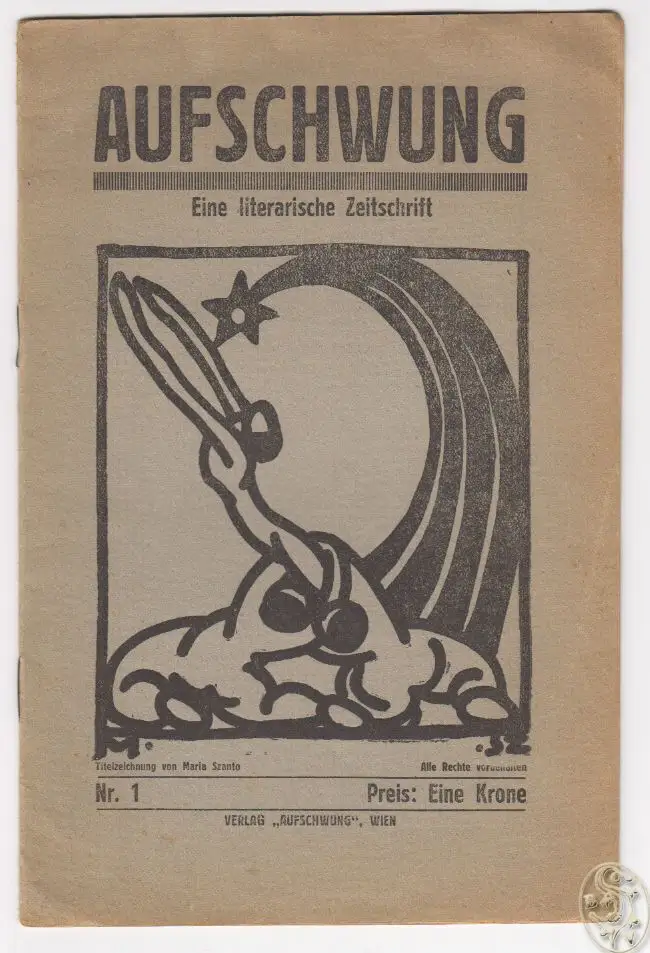 AUFSCHWUNG
Eine literarische Zeitschrift
M. .SZ
Titelzeichnung von Maria Szanto Alle Rechte vorbehalten
Nr. 1 Preis: Eine Krone
VERLAG „AUFSCHWUNG“, WIEN